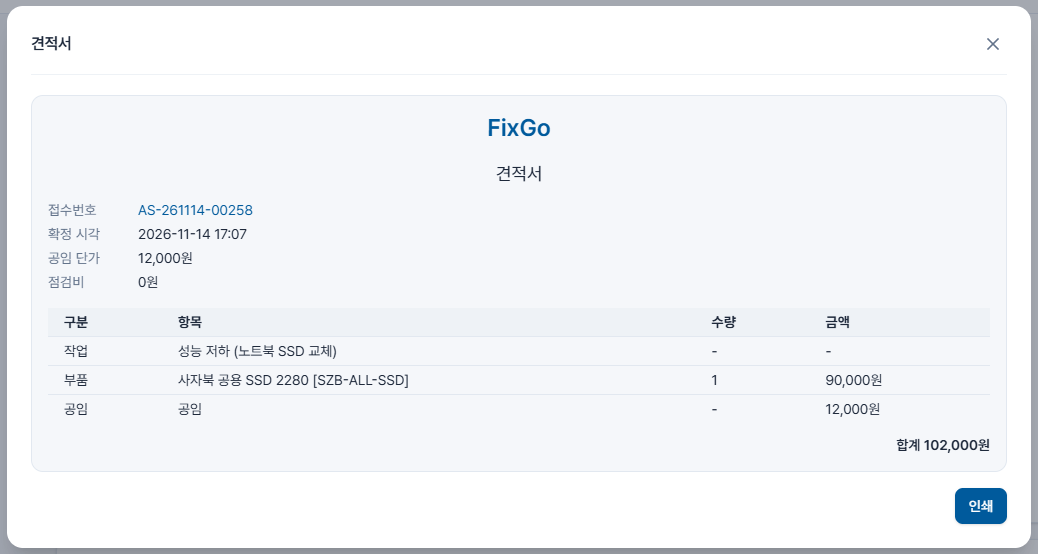 견적서
FixGo
견적서
접수번호 AS-261114-00258
확정 시각 2026-11-14 17:07
공임 단가 12,000원
점검비 0원
구분 항목 수량 금액
작업 성능 저하 (노트북 SSD 교체) - -
부품 사자북 공용 SSD 2280 [SZB-ALL-SSD] 1 90,000원
공임 공임 - 12,000원
합계 102,000원
인쇄